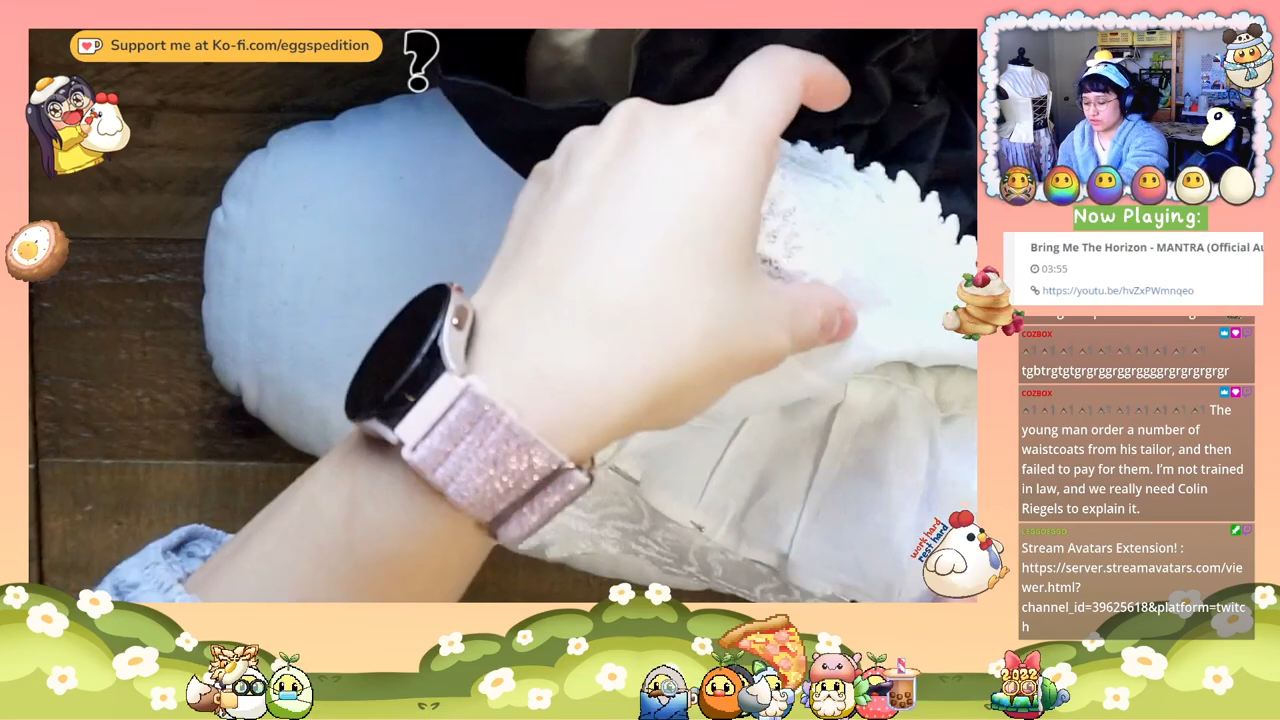 Support me at Ko-fi.com/eggspedition
?
Now Playing:
Bring Me The Horizon - MANTRA (Official Au
03:55
https://youtu.be/hvZxPWmnqeo
COZBOX
tgbtrgtgtgrgrggrggrggggrgrgrgrgrgr
COZBOX
The
young man order a number of
waistcoats from his tailor, and then
failed to pay for them. I'm not trained
in law, and we really need Colin
Riegels to explain it.
Stream Avatars Extension! :
https://server.streamavatars.com/vie
wer.html?
channel_id=39625618&platform=twitc
h
work hard
rest hard
2022